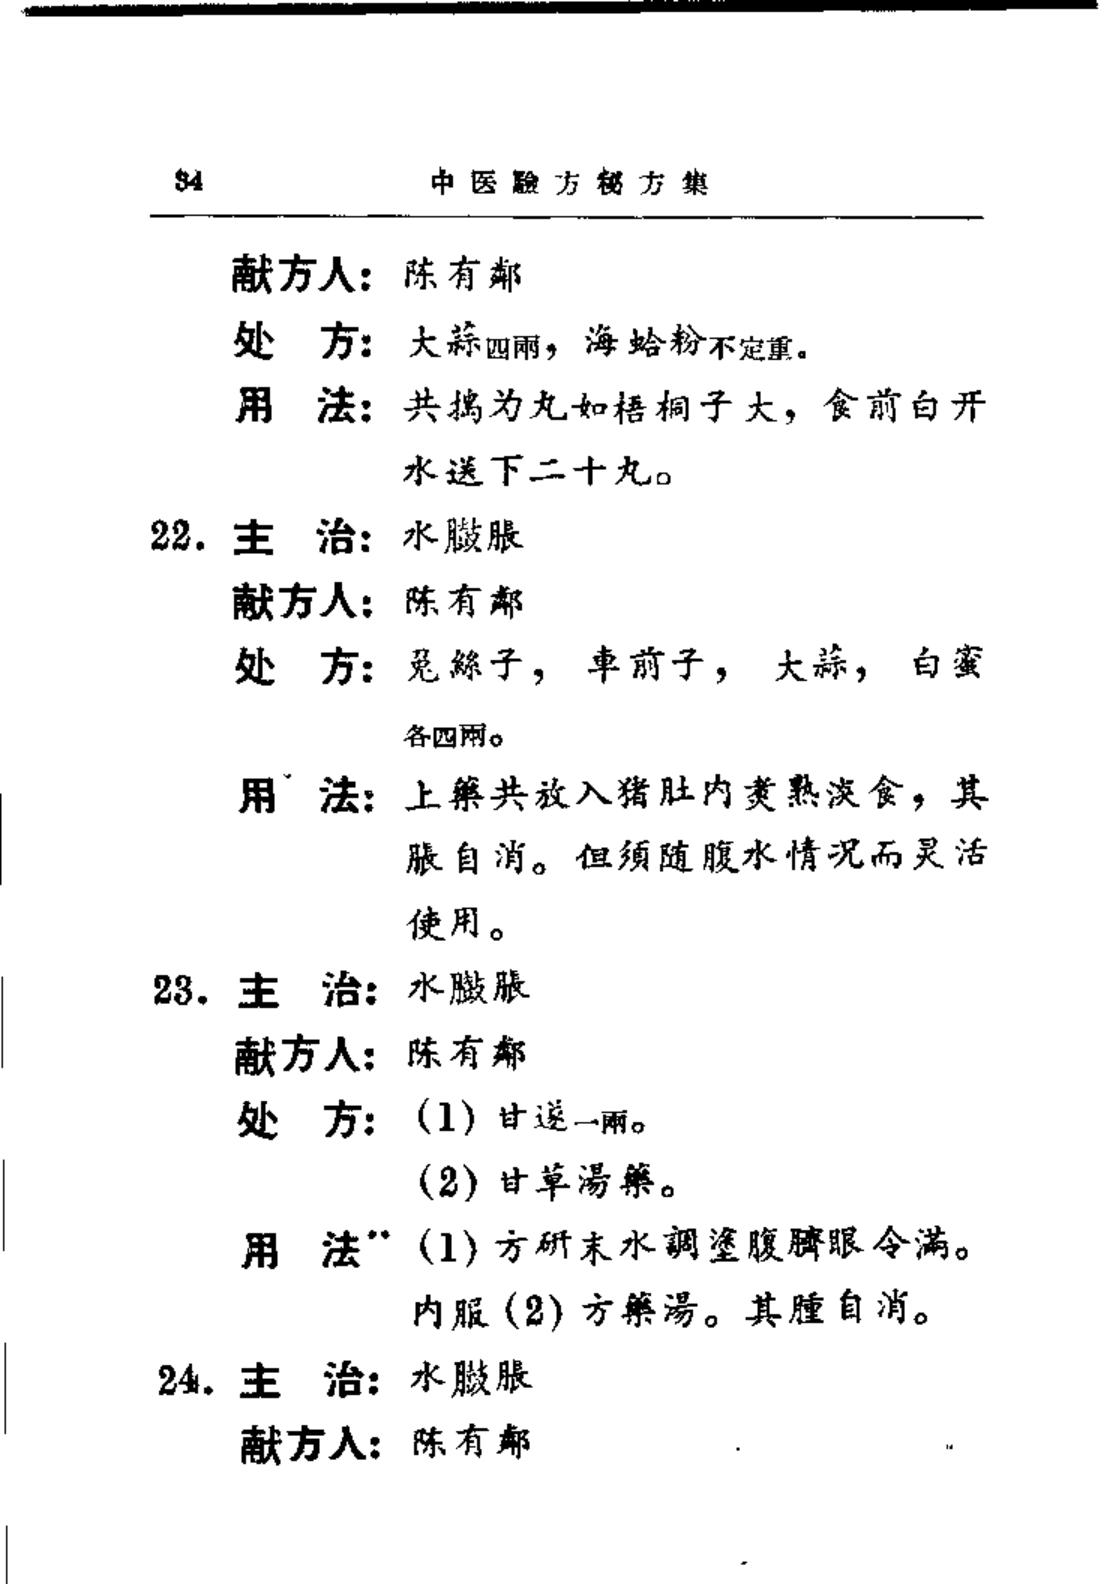 34 中医驗方秘方集
献方人：陈有鄰
处 方：大蒜四兩，海蛤粉不定重。
用 法：共搗为丸如梧桐子大，食前白开
水送下二十丸。
22. 主 治：水臌脹
献方人：陈有鄰
处 方：菟絲子， 車前子， 大蒜， 白蜜
各四兩。
用 法：上藥共放入猪肚内煑熟淡食，其
脹自消。但須随腹水情况而灵活
使用。
23. 主 治：水臌脹
献方人：陈有鄰
处 方：(1) 甘遂一兩。
(2) 甘草湯藥。
用 法：(1) 方研末水調塗腹臍眼令滿。
内服 (2) 方藥湯。其腫自消。
24. 主 治：水臌脹
献方人：陈有鄰